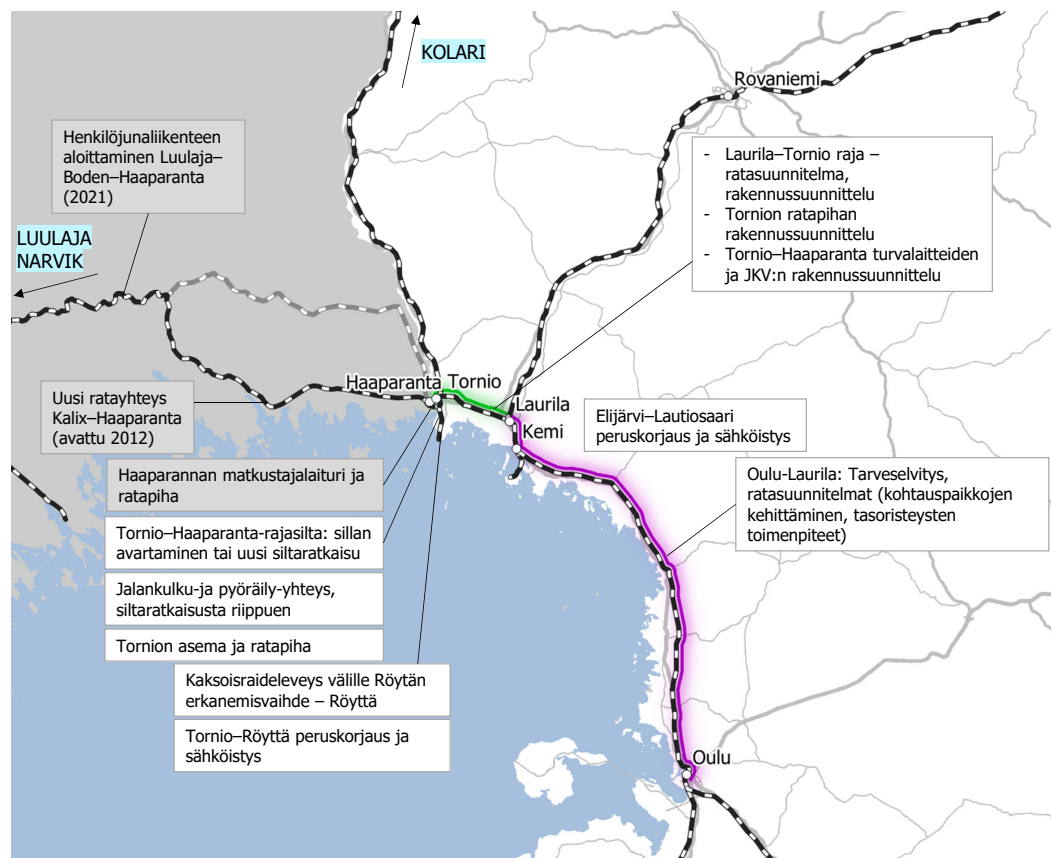 KOLARI
Rovaniemi
Henkilöjunaliikenteen
aloittaminen Luulaja–
Boden–Haaparanta
(2021)
- Laurila–Tornio raja –
ratasuunnitelma,
rakennussuunnittelu
- Tornion ratapihan
rakennussuunnittelu
- Tornio–Haaparanta turvalaitteiden
ja JKV:n rakennussuunnittelu
LUULAJA
NARVIK
Haaparanta
Tornio
Laurila
Kemi
Uusi ratayhteys
Kalix–Haaparanta
(avattu 2012)
Elijärvi–Lautiosaari
peruskorjaus ja sähköistys
Haaparannan matkustajalaituri ja
ratapiha
Oulu-Laurila: Tarveselvitys,
ratasuunnitelmat (kohtauspaikkojen
kehittäminen, tasoristeysten
toimenpiteet)
Tornio–Haaparanta-rajasilta: sillan
avartaminen tai uusi siltaratkaisu
Jalankulku-ja pyöräily-yhteys,
siltaratkaisusta riippuen
Tornion asema ja ratapiha
Kaksoisraideleveys välille Röytän
erkanemisvaihde – Röyttä
Tornio–Röyttä peruskorjaus ja
sähköistys
Oulu